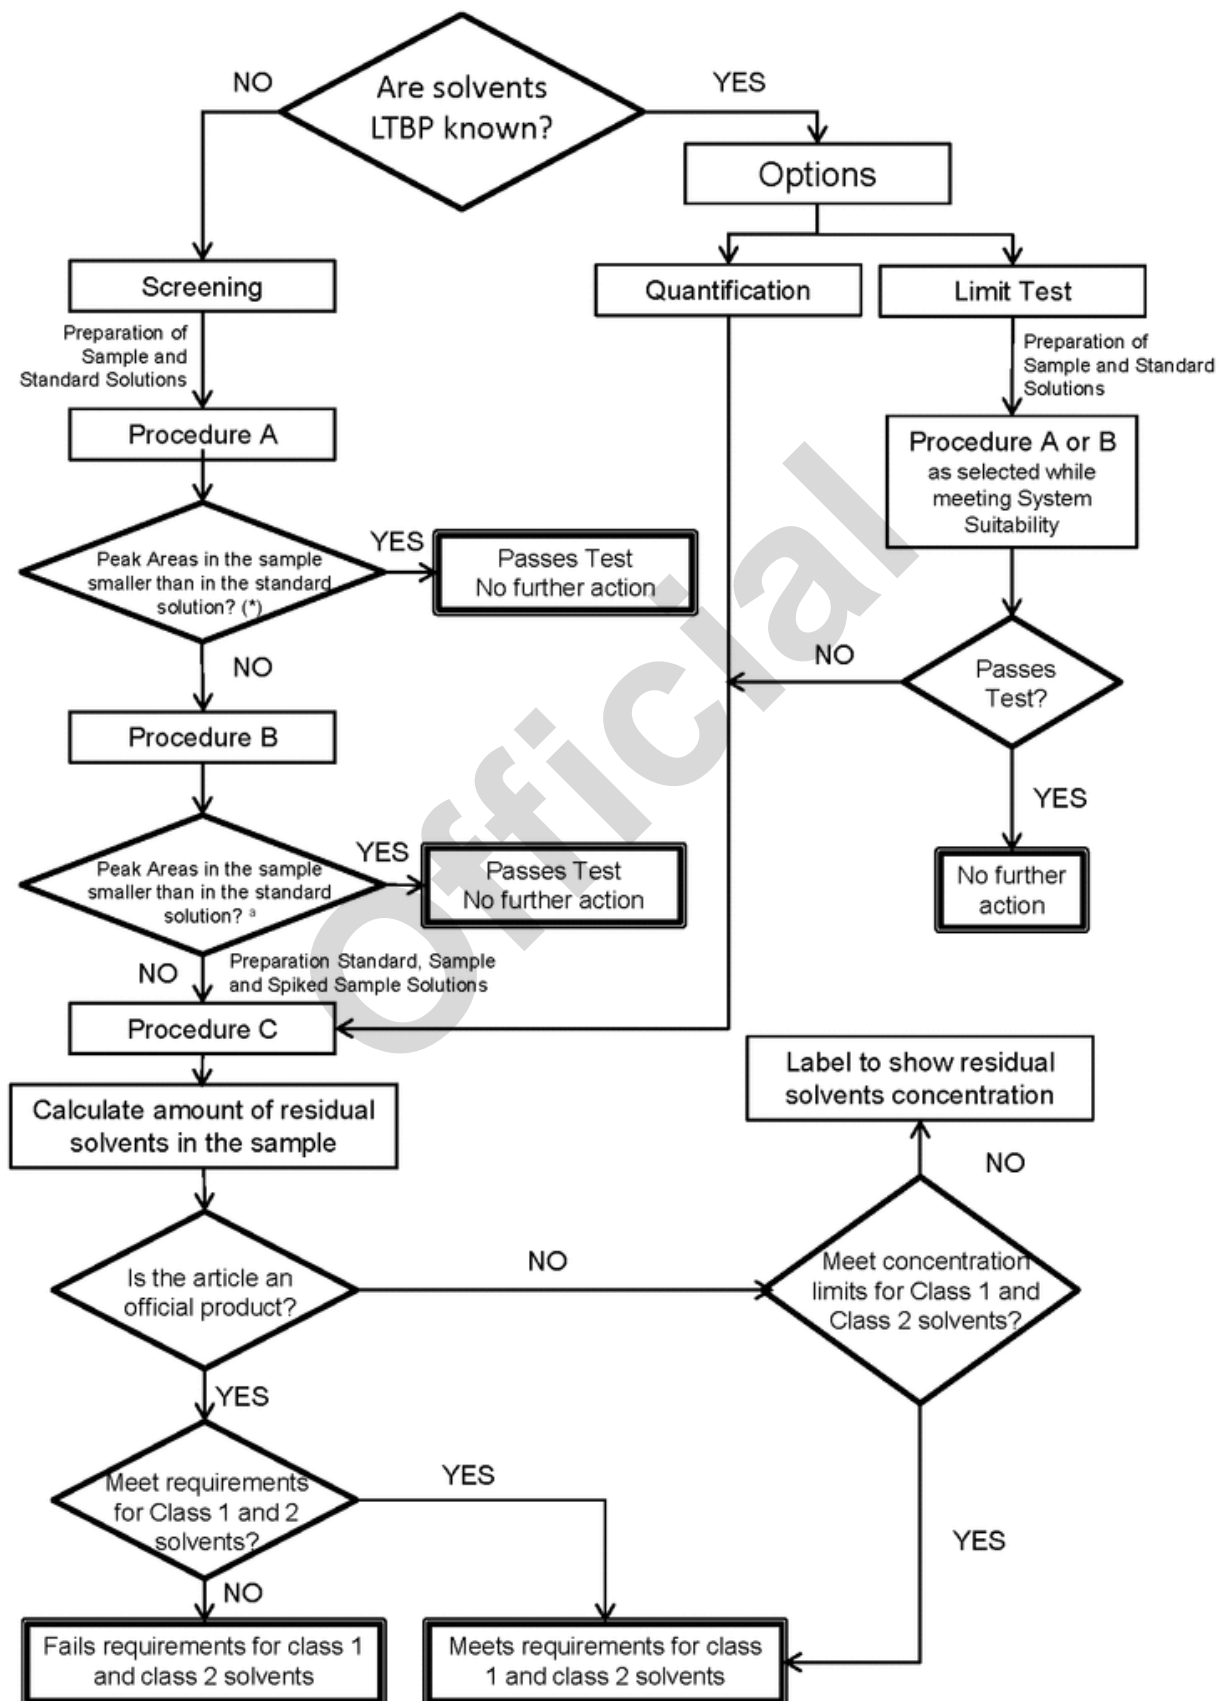 Are solvents
LTBP known?
NO
YES
Options
Screening
Quantification
Limit Test
Preparation of
Sample and
Standard Solutions
Preparation of
Sample and Standard
Solutions
Procedure A
Procedure A or B
as selected while
meeting System
Suitability
Peak Areas in the sample
smaller than in the standard
solution? (*)
YES
Passes Test
No further action
NO
NO
Passes
Test?
Procedure B
YES
Peak Areas in the sample
smaller than in the standard
solution? ᵃ
YES
Passes Test
No further action
No further
action
NO
Preparation Standard, Sample
and Spiked Sample Solutions
Procedure C
Label to show residual
solvents concentration
Calculate amount of residual
solvents in the sample
NO
Is the article an
official product?
NO
Meet concentration
limits for Class 1 and
Class 2 solvents?
YES
Meet requirements
for Class 1 and 2
solvents?
YES
YES
NO
Fails requirements for class 1
and class 2 solvents
Meets requirements for class
1 and class 2 solvents
Official